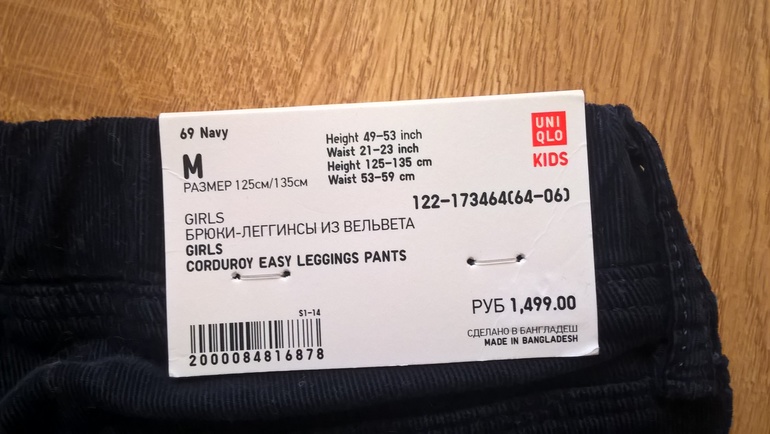 69 Navy
M
РАЗМЕР 125см/135см
Height 49-53 inch
Waist 21-23 inch
Height 125-135 cm
Waist 53-59 cm
UNI
QLO
KIDS
122-173464(64-06)
GIRLS
БРЮКИ-ЛЕГГИНСЫ ИЗ ВЕЛЬВЕТА
GIRLS
CORDUROY EASY LEGGINGS PANTS
S1-14
2000084816878
РУБ 1,499.00
СДЕЛАНО В БАНГЛАДЕШ
MADE IN BANGLADESH